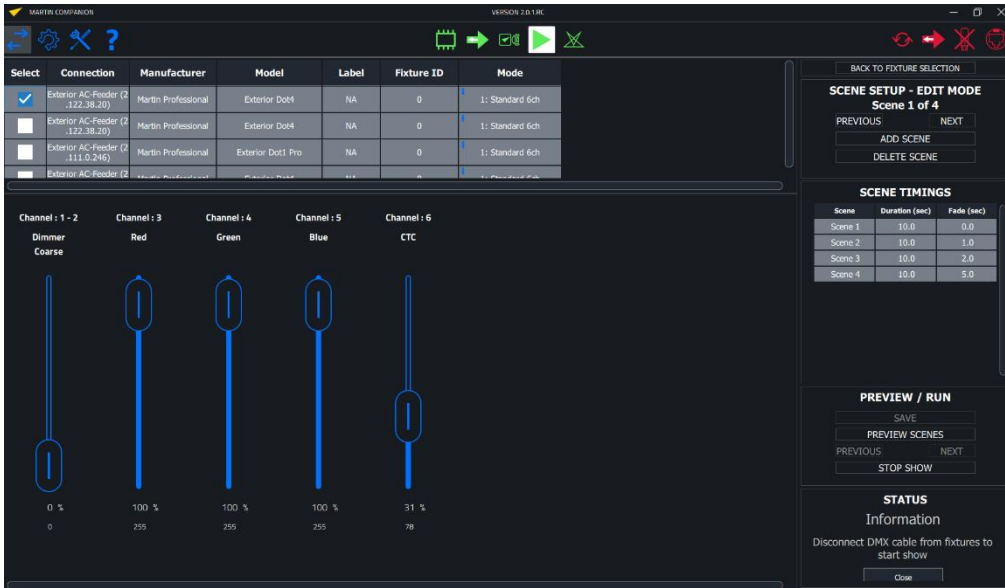 MARTIN COMPANION
VERSION 2.0.1.RC
?
Select Connection Manufacturer Model Label Fixture ID Mode
Exterior AC-Feeder (2
.122.38.20) Martin Professional Exterior Dot4 NA 0 1: Standard 6ch
Exterior AC-Feeder (2
.122.38.20) Martin Professional Exterior Dot4 NA 0 1: Standard 6ch
Exterior AC-Feeder (2
.111.0.246) Martin Professional Exterior Dot1 Pro NA 0 1: Standard 6ch
Exterior AC-Feeder (2
Channel : 1 - 2 Channel : 3 Channel : 4 Channel : 5 Channel : 6
Dimmer Red Green Blue CTC
Coarse
0 % 100 % 100 % 100 % 31 %
0 255 255 255 78
BACK TO FIXTURE SELECTION
SCENE SETUP - EDIT MODE
Scene 1 of 4
PREVIOUS NEXT
ADD SCENE
DELETE SCENE
SCENE TIMINGS
Scene Duration (sec) Fade (sec)
Scene 1 10.0 0.0
Scene 2 10.0 1.0
Scene 3 10.0 2.0
Scene 4 10.0 5.0
PREVIEW / RUN
SAVE
PREVIEW SCENES
PREVIOUS NEXT
STOP SHOW
STATUS
Information
Disconnect DMX cable from fixtures to
start show
Close